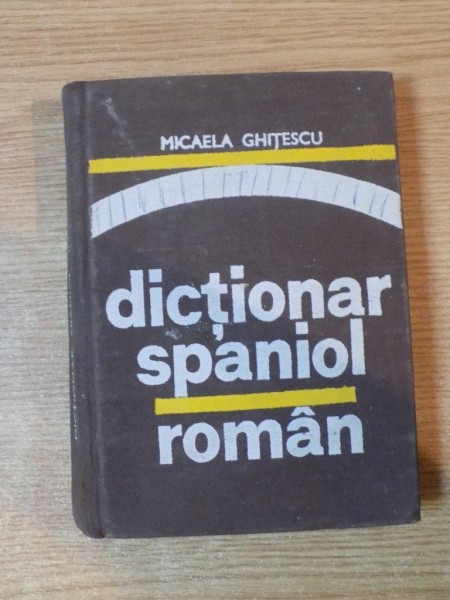 MICAELA GHIȚESCU
dicționar
spaniol
român